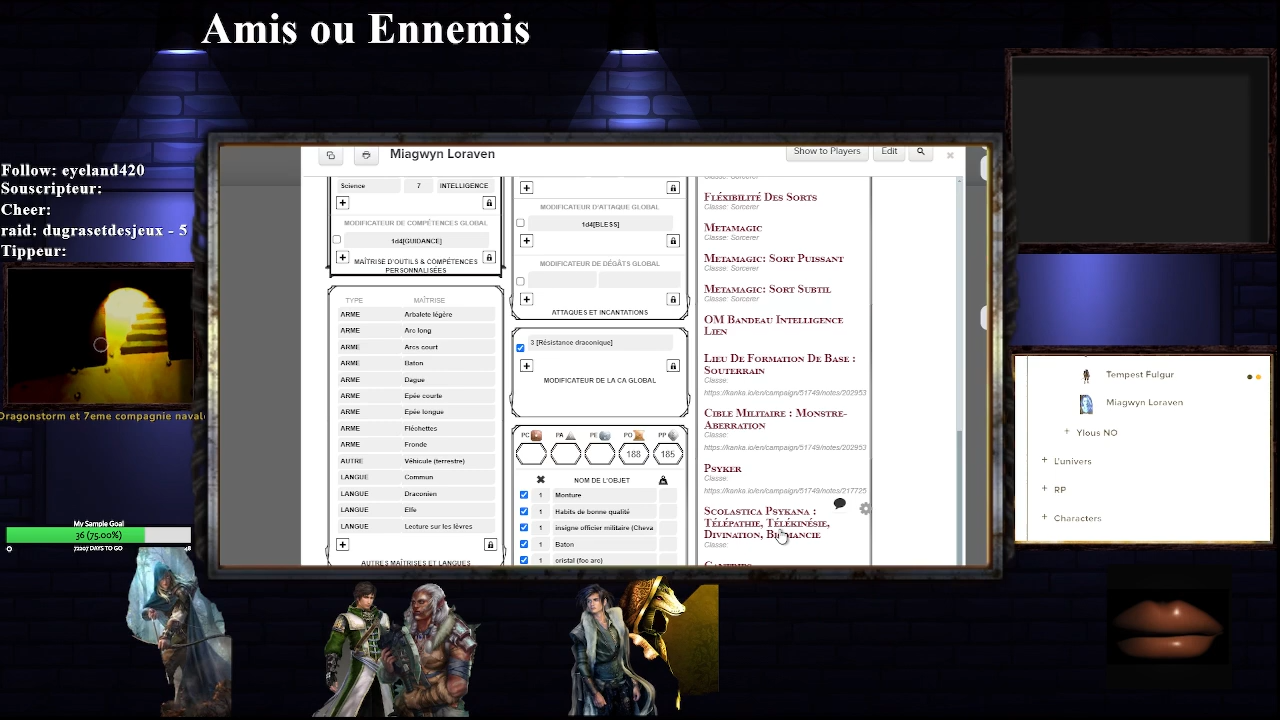 Amis ou Ennemis
Follow: eyeland420
Souscripteur:
Cheer:
raid: dugrasetdesjeux - 5
Tippeur:
Dragonstorm et 7eme compagnie naval
My Sample Goal
36 (75.00%)
0
DAYS TO GO
Miagwyn Loraven
Show to Players
Edit
Science 7 INTELLIGENCE
MODIFICATEUR DE COMPÉTENCES GLOBAL
1d4[GUIDANCE]
MAÎTRISE D'OUTILS & COMPÉTENCES
PERSONNALISÉES
TYPE MAÎTRISE
ARME Arbalete légère
ARME Arc long
ARME Arcs court
ARME Baton
ARME Dague
ARME Epée courte
ARME Epée longue
ARME Fléchettes
ARME Fronde
AUTRE Véhicule (terrestre)
LANGUE Commun
LANGUE Draconien
LANGUE Elfe
LANGUE Lecture sur les lèvres
AUTRES MAÎTRISES ET LANGUES
MODIFICATEUR D'ATTAQUE GLOBAL
1d4[BLESS]
MODIFICATEUR DE DÉGÂTS GLOBAL
ATTAQUES ET INCANTATIONS
3 [Résistance draconique]
MODIFICATEUR DE LA CA GLOBAL
PC PA PE PO PP
188 185
NOM DE L'OBJET
1 Monture
1 Habits de bonne qualité
1 insigne officier militaire (Cheva
1 Baton
1 cristal (foc arc)
Fléxibilité Des Sorts
Classe: Sorcerer
Metamagic
Classe: Sorcerer
Metamagic: Sort Puissant
Classe: Sorcerer
Metamagic: Sort Subtil
Classe: Sorcerer
OM Bandeau Intelligence
Lien
Lieu De Formation De Base :
Souterrain
Classe:
https://kanka.io/en/campaign/51749/notes/202953
Cible Militaire : Monstre-
Aberration
Classe:
https://kanka.io/en/campaign/51749/notes/202953
Psyker
Classe:
https://kanka.io/en/campaign/51749/notes/217725
Scolastica Psykana :
Télépathie, Télékinésie,
Divination, Biomancie
Classe:
Tempest Fulgur
Miagwyn Loraven
+ Ylous NO
+ L'univers
+ RP
+ Characters